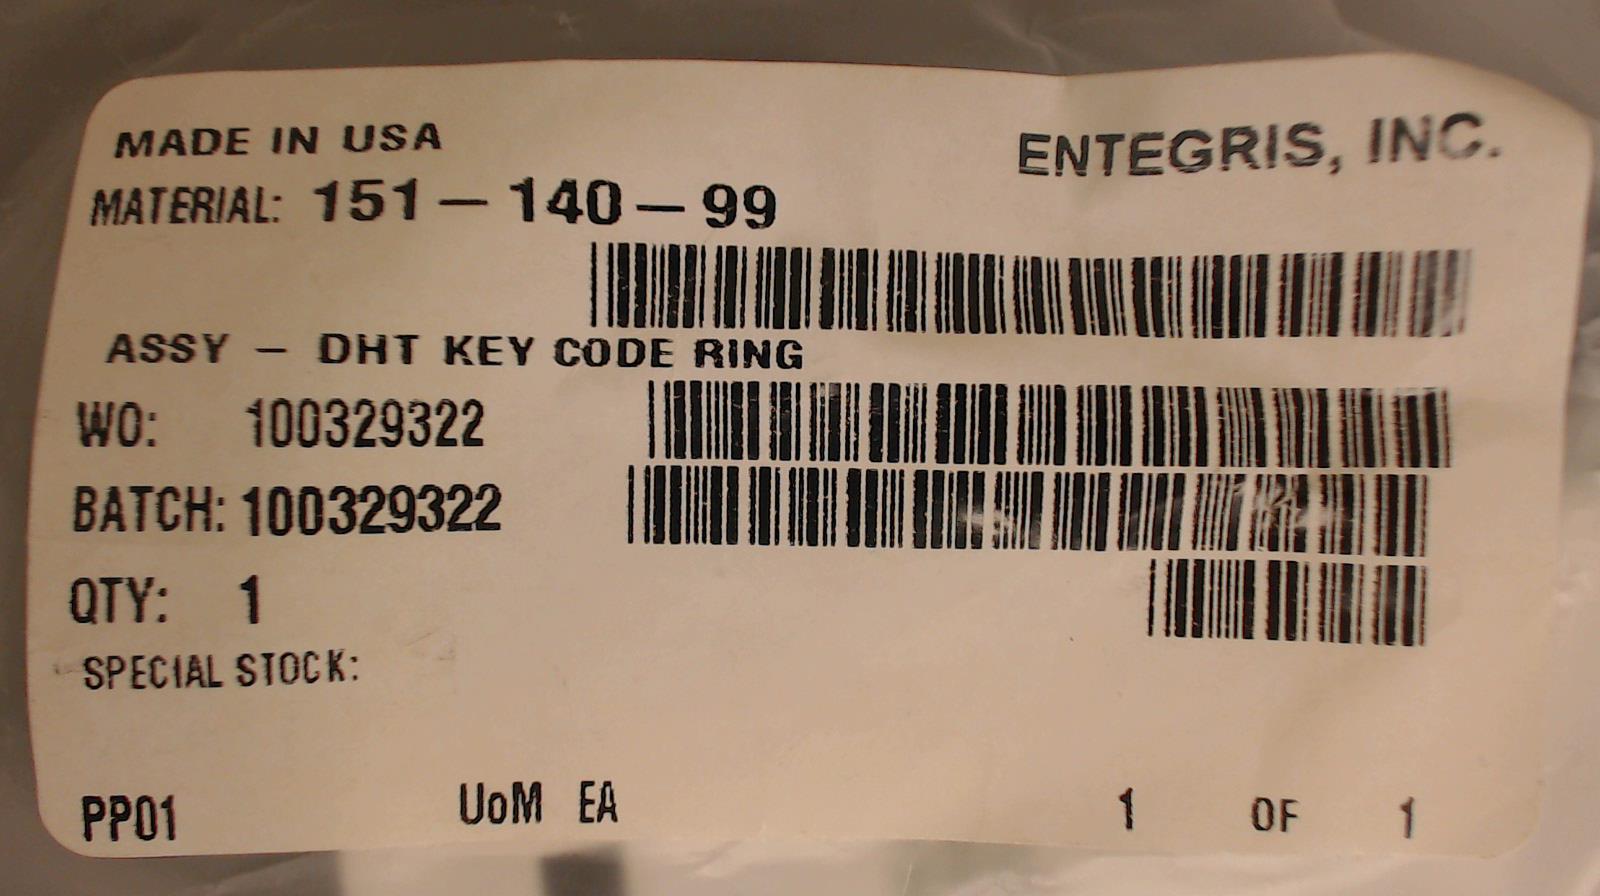 MADE IN USA
ENTEGRIS, INC.
MATERIAL: 151-140-99
ASSY - DHT KEY CODE RING
WO: 100329322
BATCH: 100329322
QTY: 1
SPECIAL STOCK:
PP01 UoM EA 1 OF 1